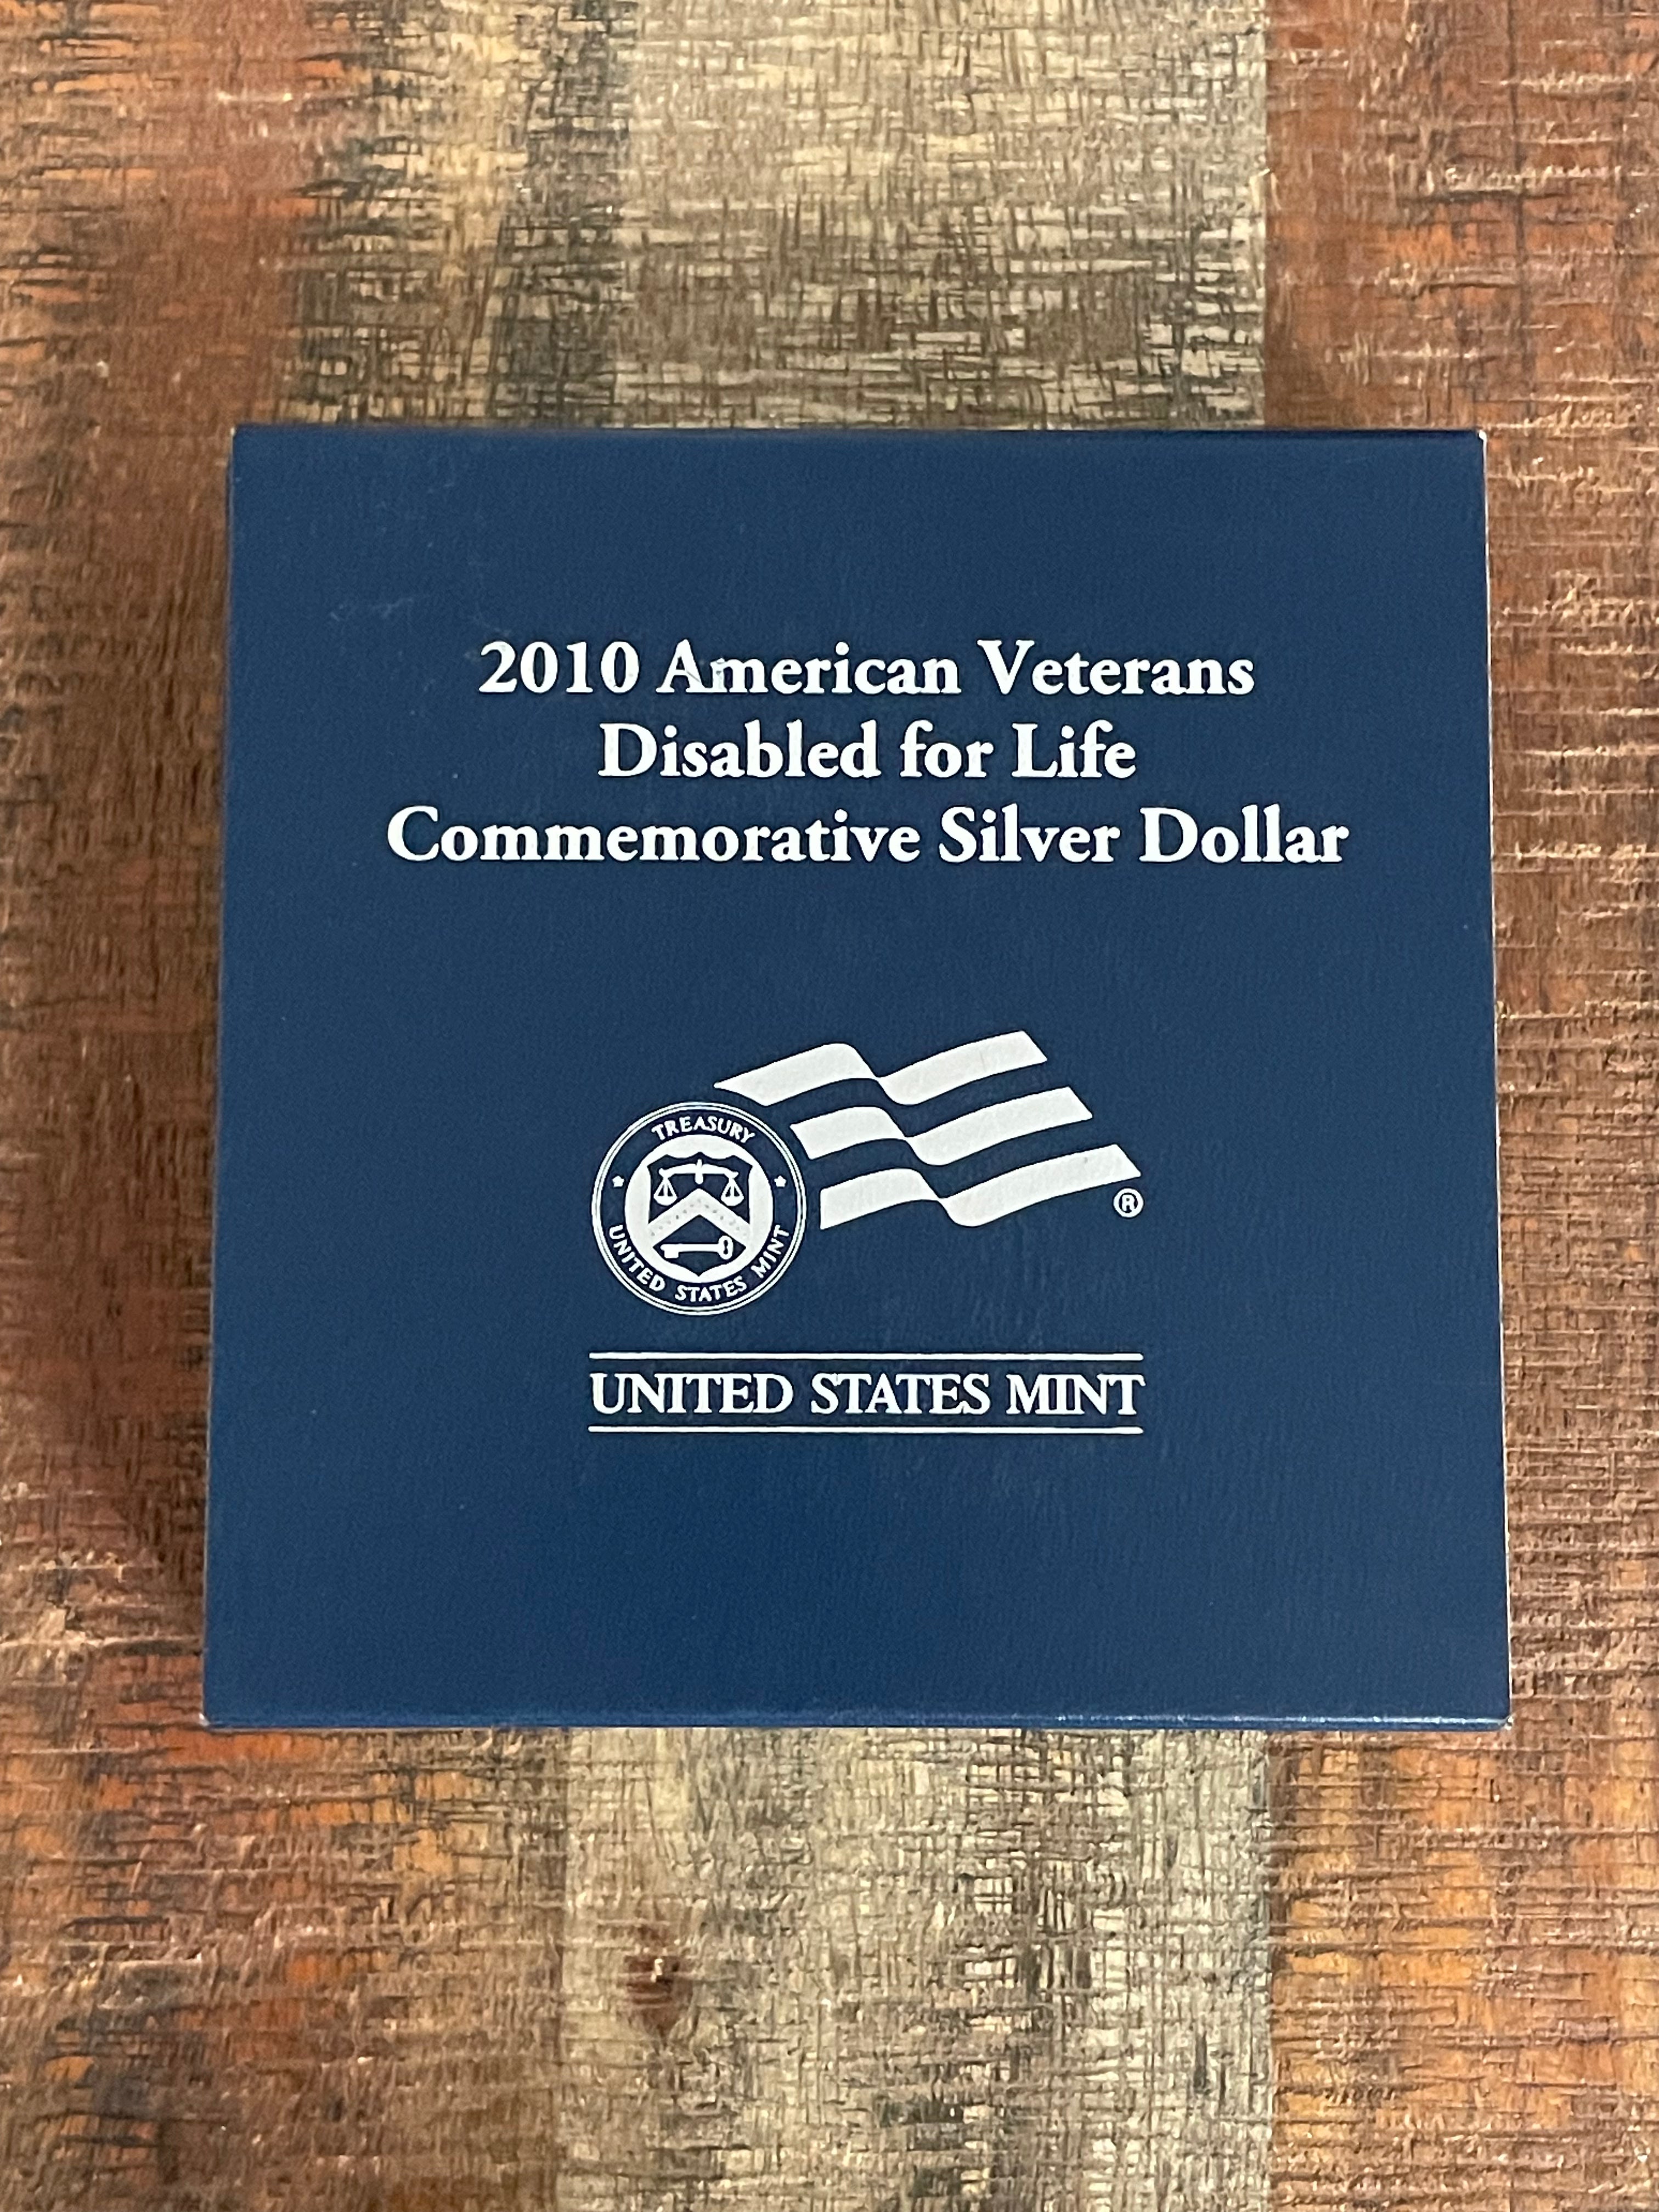 2010 American Veterans
Disabled for Life
Commemorative Silver Dollar
TREASURY
UNITED STATES MINT
®
UNITED STATES MINT